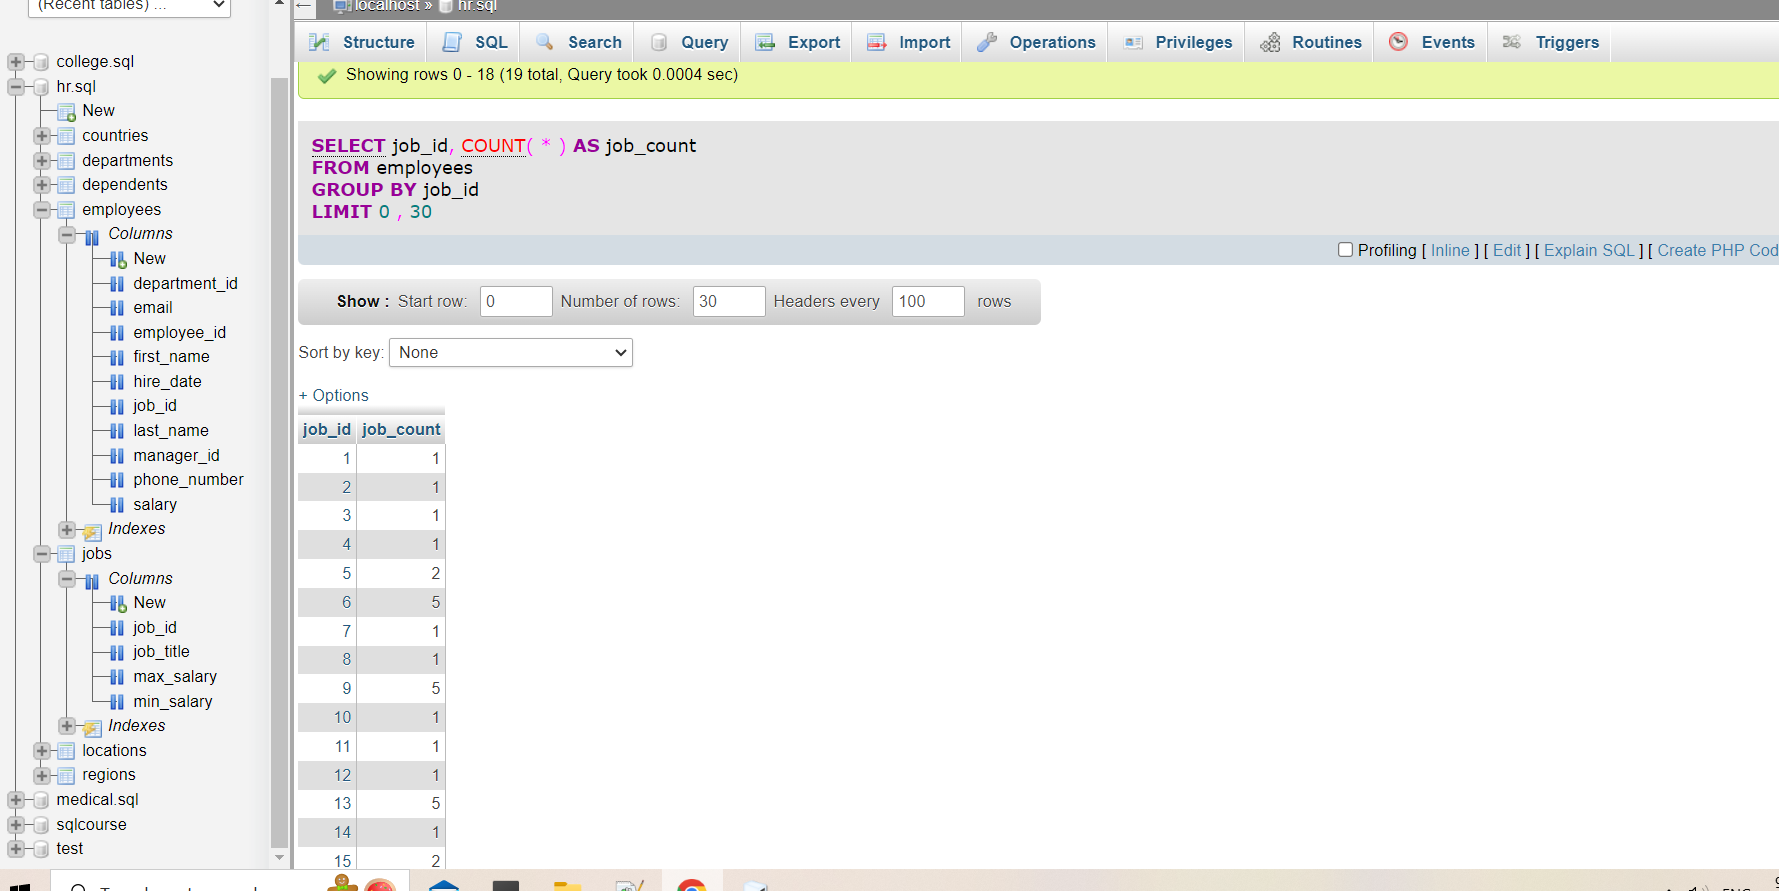 (Recent tables) ...
college.sql
hr.sql
New
countries
departments
dependents
employees
Columns
New
department_id
email
employee_id
first_name
hire_date
job_id
last_name
manager_id
phone_number
salary
Indexes
jobs
Columns
New
job_id
job_title
max_salary
min_salary
Indexes
locations
regions
medical.sql
sqlcourse
test
localhost » hr.sql
Structure SQL Search Query Export Import Operations Privileges Routines Events Triggers
Showing rows 0 - 18 (19 total, Query took 0.0004 sec)
SELECT job_id, COUNT( * ) AS job_count
FROM employees
GROUP BY job_id
LIMIT 0 , 30
Profiling [ Inline ] [ Edit ] [ Explain SQL ] [ Create PHP Cod
Show : Start row: 0 Number of rows: 30 Headers every 100 rows
Sort by key: None
+ Options
job_id job_count
1 1
2 1
3 1
4 1
5 2
6 5
7 1
8 1
9 5
10 1
11 1
12 1
13 5
14 1
15 2